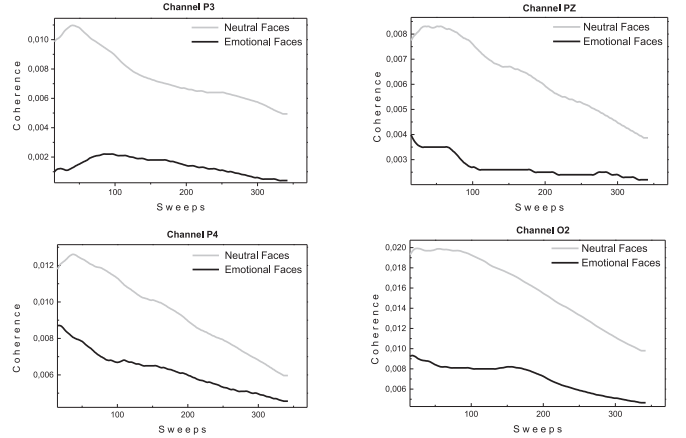 Channel P3
0,010
0,008
0,006
0,004
0,002
Coherence
Neutral Faces
Emotional Faces
100
200
300
Sweeps
Channel PZ
0,008
0,007
0,006
0,005
0,004
0,003
Coherence
Neutral Faces
Emotional Faces
100
200
300
Sweeps
Channel P4
0,012
0,010
0,008
0,006
Coherence
Neutral Faces
Emotional Faces
100
200
300
Sweeps
Channel O2
0,020
0,018
0,016
0,014
0,012
0,010
0,008
0,006
Coherence
Neutral Faces
Emotional Faces
100
200
300
Sweeps